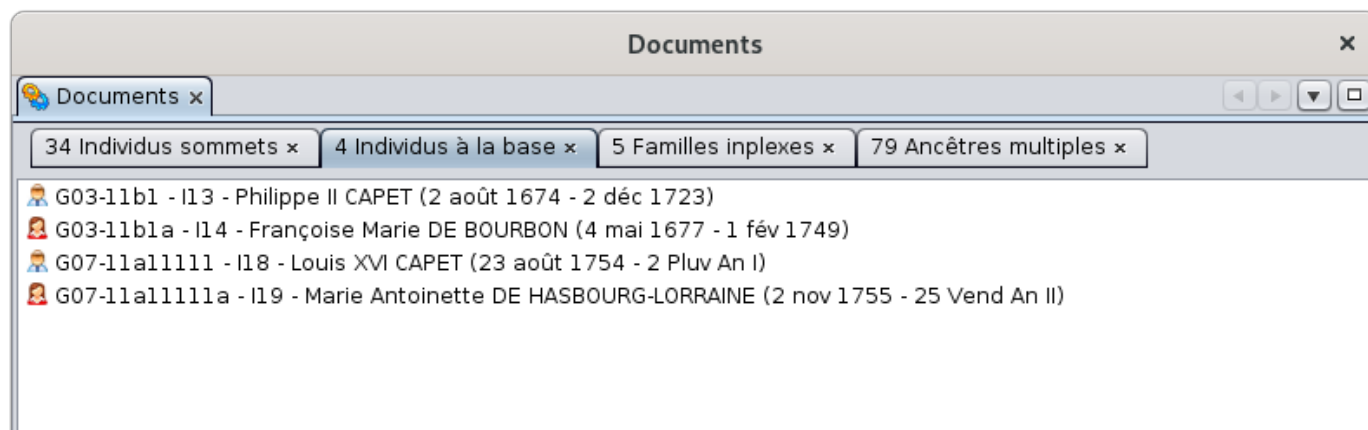 Documents
Documents
34 Individus sommets 4 Individus à la base 5 Familles inplexes 79 Ancêtres multiples
G03-11b1 - I13 - Philippe II CAPET (2 août 1674 - 2 déc 1723)
G03-11b1a - I14 - Françoise Marie DE BOURBON (4 mai 1677 - 1 fév 1749)
G07-11a11111 - I18 - Louis XVI CAPET (23 août 1754 - 2 Pluv An I)
G07-11a11111a - I19 - Marie Antoinette DE HASBOURG-LORRAINE (2 nov 1755 - 25 Vend An II)